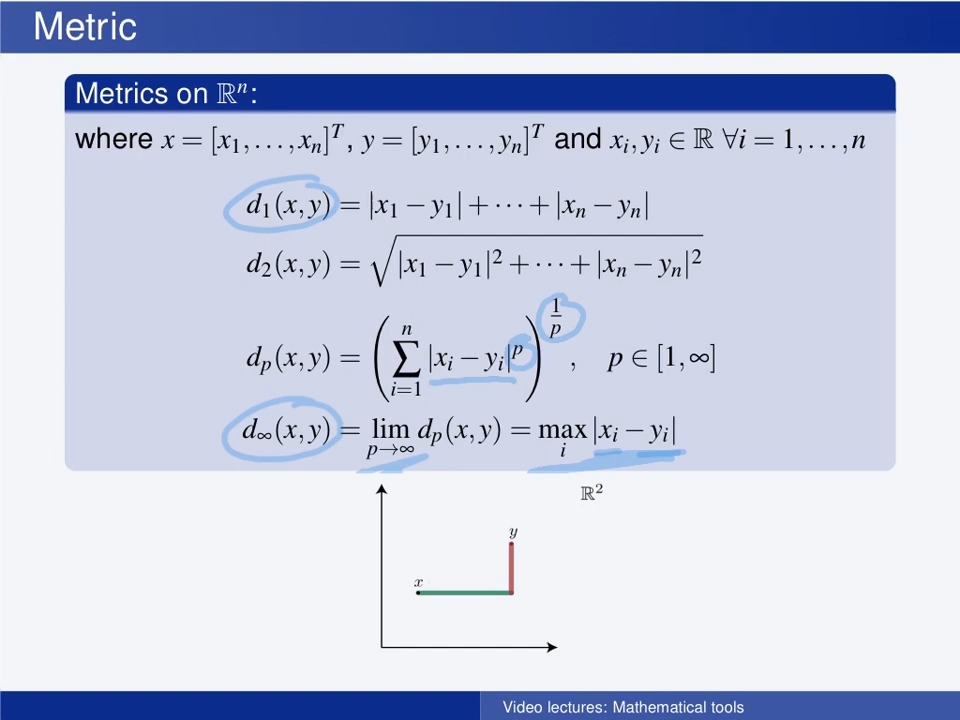 Metric
Metrics on ℝⁿ:
where x = [x₁,…,xₙ]ᵀ, y = [y₁,…,yₙ]ᵀ and xᵢ,yᵢ ∈ ℝ ∀i = 1,…,n
d₁(x,y) = |x₁ − y₁| + ⋯ + |xₙ − yₙ|
d₂(x,y) = √(|x₁ − y₁|² + ⋯ + |xₙ − yₙ|²)
dₚ(x,y) = (∑ᵢ₌₁ⁿ |xᵢ − yᵢ|ᵖ)^(1/p), p ∈ [1,∞]
d∞(x,y) = lim p→∞ dₚ(x,y) = max i |xᵢ − yᵢ|
ℝ²
y
x
Video lectures: Mathematical tools